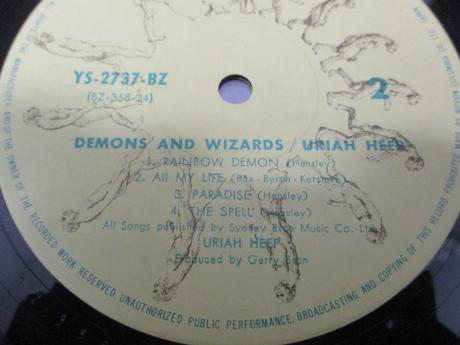 YS-2737-BZ
(BZ-358-24)
2
DEMONS AND WIZARDS / URIAH HEEP
1. RAINBOW DEMON (Hensley)
2. All MY LIFE (Box - Byron - Kerslake)
3. PARADISE (Hensley)
4. THE SPELL (Hensley)
All Songs published by Sydney Bron Music Co. Ltd.
URIAH HEEP
Produced by Gerry Bron
OF THE MANUFACTURER AND OF THE OWNER OF THE RECORDED WORK RESERVED. UNAUTHORIZED PUBLIC PERFORMANCE, BROADCASTING AND COPYING OF THIS RECORD PROHIBITED